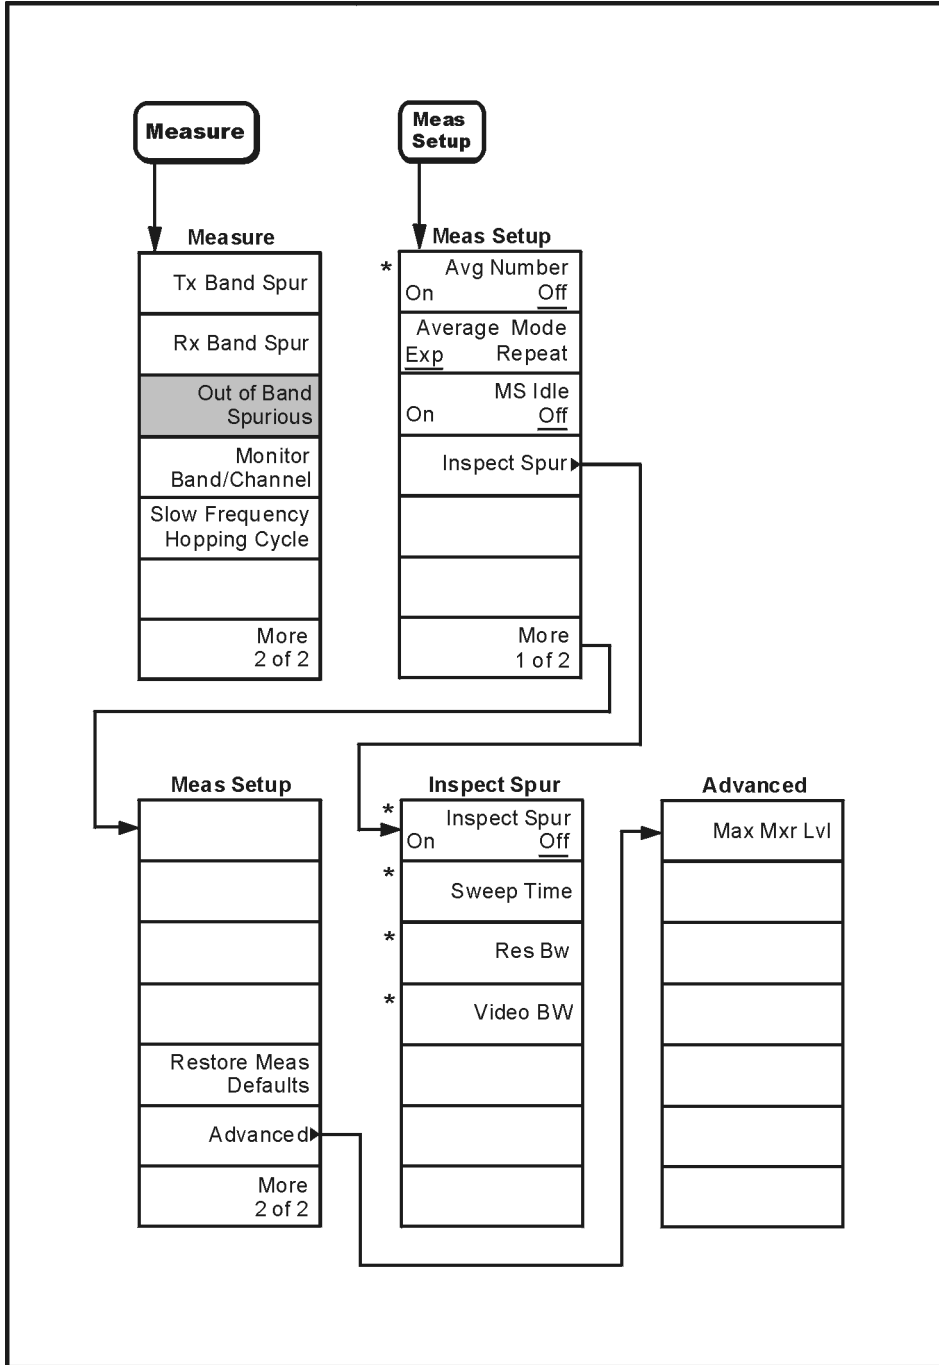 Measure
Meas
Setup
Measure
Tx Band Spur
Rx Band Spur
Out of Band
Spurious
Monitor
Band/Channel
Slow Frequency
Hopping Cycle
More
2 of 2
Meas Setup
* Avg Number
On Off
Average Mode
Exp Repeat
MS Idle
On Off
Inspect Spur
More
1 of 2
Meas Setup
Restore Meas
Defaults
Advanced
More
2 of 2
Inspect Spur
* Inspect Spur
On Off
* Sweep Time
* Res Bw
* Video BW
Advanced
Max Mxr Lvl